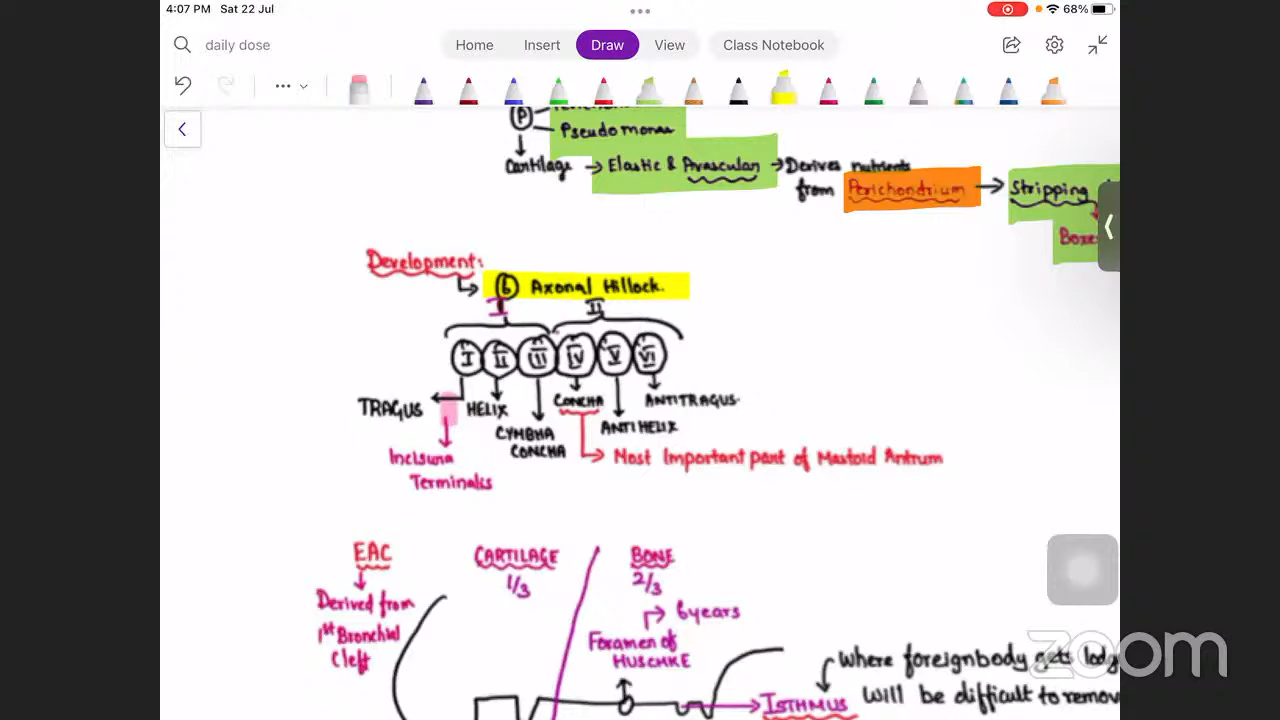 4:07 PM Sat 22 Jul
68%
daily dose
Home Insert Draw View Class Notebook
P
Pseudomonas
Cartilage → Elastic & Avascular → Derives nutrients
from Perichondrium → Stripping
Development:
6 Axonal Hillock.
I II
I II III IV V VI
TRAGUS HELIX CONCHA ANTITRAGUS.
CYMBHA ANTIHELIX
CONCHA
Incisura Most Important part of Mastoid Antrum
Terminalis
EAC CARTILAGE BONE
1/3 2/3
Derived from 6years
1st Bronchial Foramen of
Cleft HUSCHKE
Where foreignbody gets lodg
will be difficult to remov
ISTHMUS
zoom